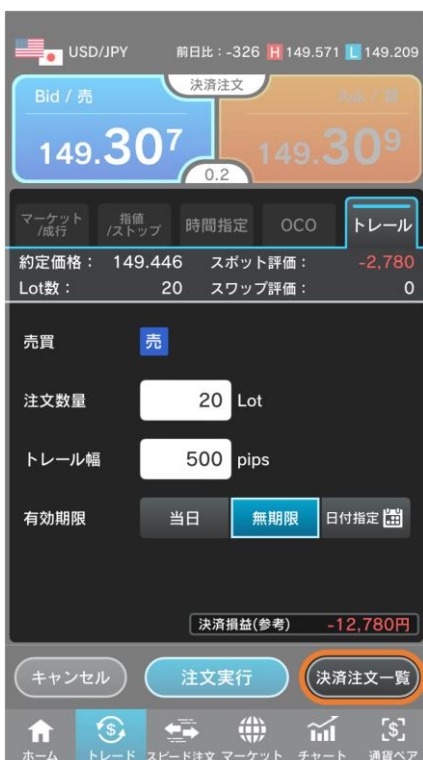 USD/JPY 前日比：-326 H 149.571 L 149.209
決済注文
Bid / 売 Ask / 買
149.307 149.309
0.2
マーケット/成行 指値/ストップ 時間指定 OCO トレール
約定価格： 149.446 スポット評価： -2,780
Lot数： 20 スワップ評価： 0
売買 売
注文数量 20 Lot
トレール幅 500 pips
有効期限 当日 無期限 日付指定
決済損益(参考) -12,780円
キャンセル 注文実行 決済注文一覧
ホーム トレード スピード注文 マーケット チャート 通貨ペア